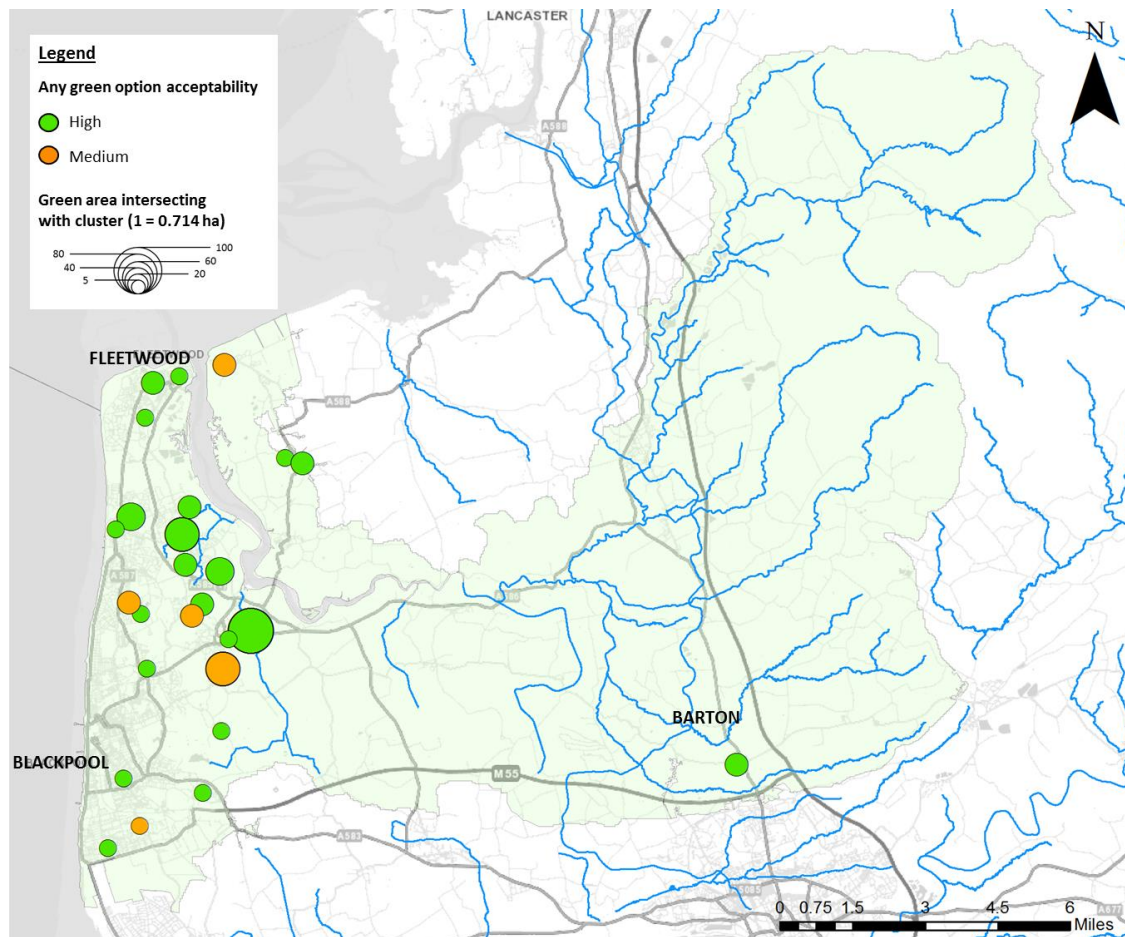 LANCASTER
N
Legend
Any green option acceptability
High
Medium
Green area intersecting
with cluster (1 = 0.714 ha)
80
100
60
40
20
5
A588
FLEETWOOD
A588
A587
BARTON
BLACKPOOL
M 55
A583
0 0.75 1.5 3 4.5 6
Miles